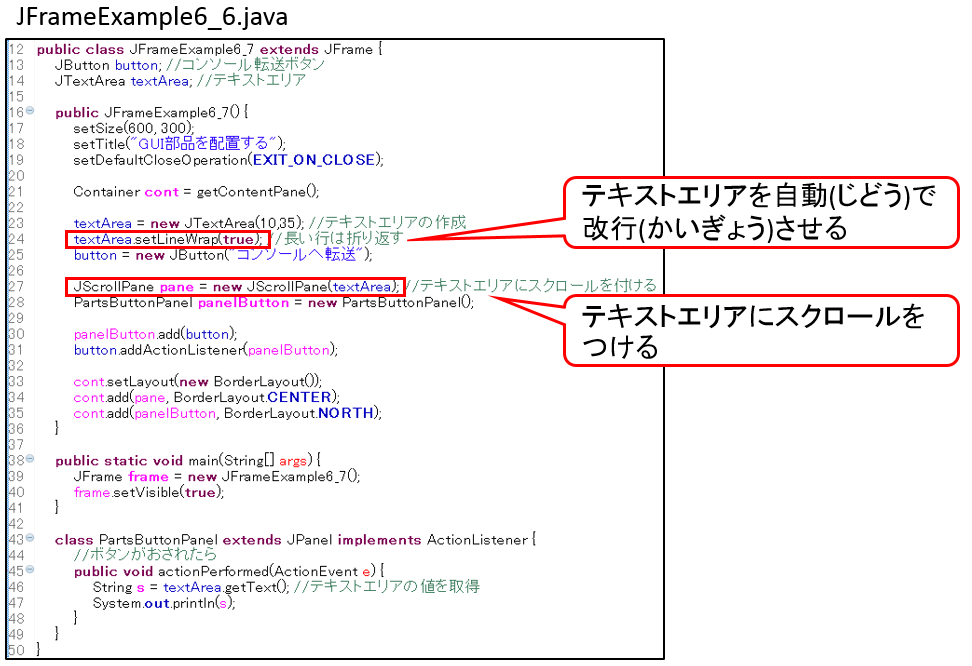 JFrameExample6_6.java
12 public class JFrameExample6_7 extends JFrame {
13 JButton button; //コンソール転送ボタン
14 JTextArea textArea; //テキストエリア
15
16 public JFrameExample6_7() {
17 setSize(600, 300);
18 setTitle("GUI部品を配置する");
19 setDefaultCloseOperation(EXIT_ON_CLOSE);
20
21 Container cont = getContentPane();
22
23 textArea = new JTextArea(10,35); //テキストエリアの作成
24 textArea.setLineWrap(true); //長い行は折り返す
25 button = new JButton("コンソールへ転送");
26
27 JScrollPane pane = new JScrollPane(textArea); //テキストエリアにスクロールを付ける
28 PartsButtonPanel panelButton = new PartsButtonPanel();
29
30 panelButton.add(button);
31 button.addActionListener(panelButton);
32
33 cont.setLayout(new BorderLayout());
34 cont.add(pane, BorderLayout.CENTER);
35 cont.add(panelButton, BorderLayout.NORTH);
36 }
37
38 public static void main(String[] args) {
39 JFrame frame = new JFrameExample6_7();
40 frame.setVisible(true);
41 }
42
43 class PartsButtonPanel extends JPanel implements ActionListener {
44 //ボタンがおされたら
45 public void actionPerformed(ActionEvent e) {
46 String s = textArea.getText(); //テキストエリアの値を取得
47 System.out.println(s);
48 }
49 }
50 }
テキストエリアを自動(じどう)で
改行(かいぎょう)させる
テキストエリアにスクロールを
つける